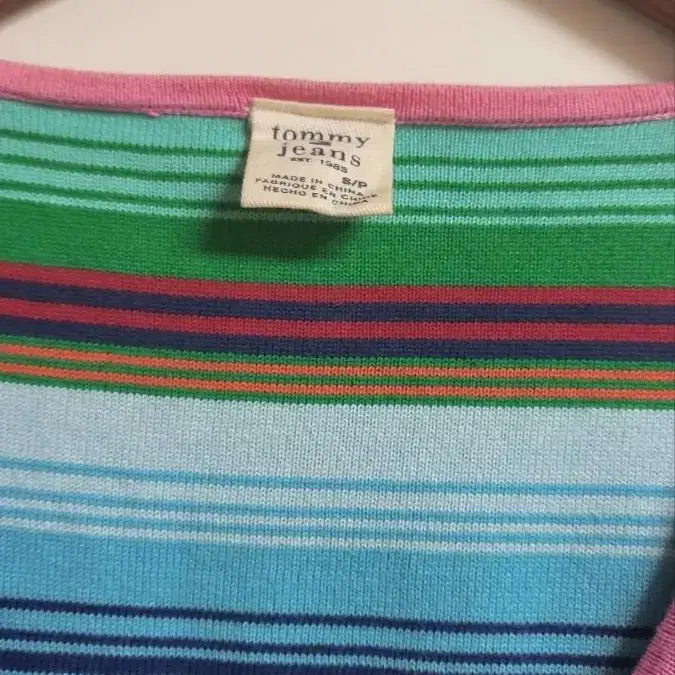 tommy
jeans
EST. 1985
S/P
MADE IN CHINA
FABRIQUE EN CHINE
HECHO EN CHINA